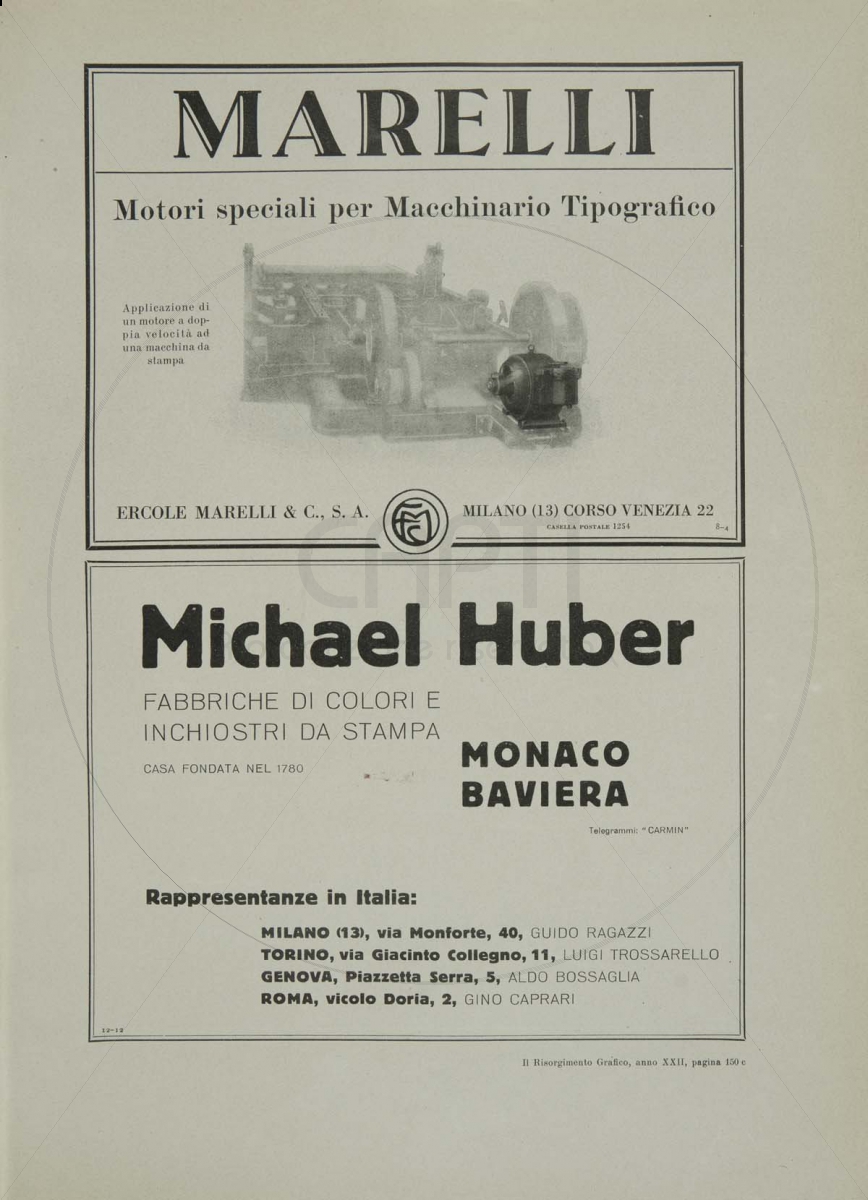 MARELLI
Motori speciali per Macchinario Tipografico
Applicazione di
un motore a dop-
pia velocità ad
una macchina da
stampa
ERCOLE MARELLI & C., S. A.
MILANO (13) CORSO VENEZIA 22
CASELLA POSTALE 1254
8-4
Michael Huber
FABBRICHE DI COLORI E
INCHIOSTRI DA STAMPA
CASA FONDATA NEL 1780
MONACO
BAVIERA
Telegrammi: "CARMIN"
Rappresentanze in Italia:
MILANO (13), via Monforte, 40, GUIDO RAGAZZI
TORINO, via Giacinto Collegno, 11, LUIGI TROSSARELLO
GENOVA, Piazzetta Serra, 5, ALDO BOSSAGLIA
ROMA, vicolo Doria, 2, GINO CAPRARI
12-12
Il Risorgimento Grafico, anno XXII, pagina 150 e